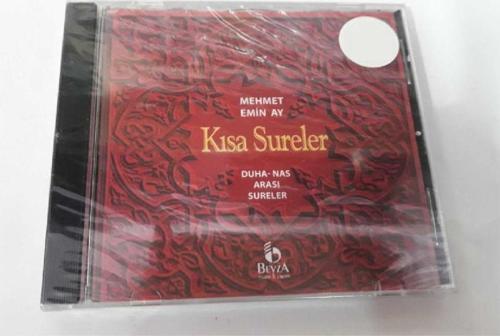 MEHMET
EMİN AY
Kısa Sureler
DUHA-NAS
ARASI
SURELER
BEYZA